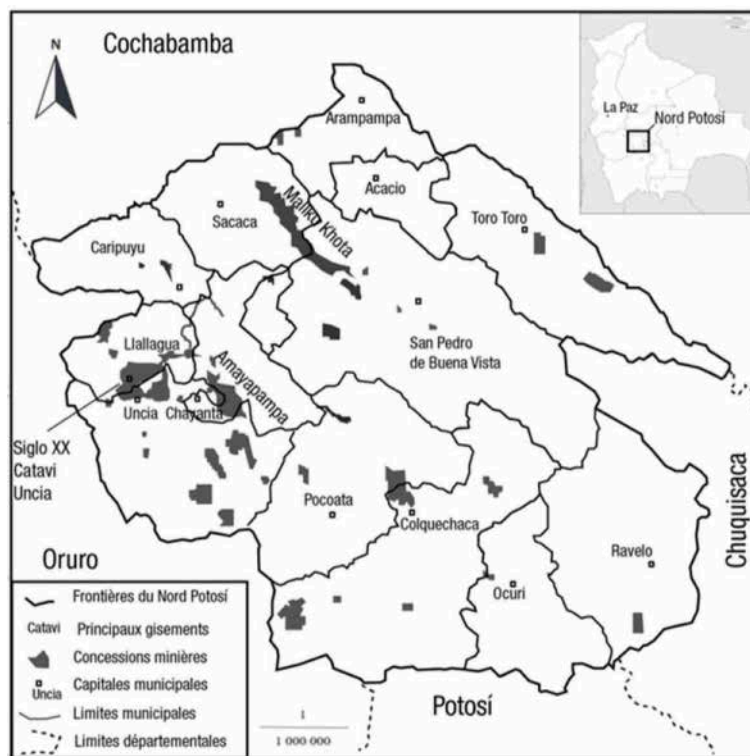 Cochabamba
N
La Paz
Nord Potosí
Arampampa
Acacio
Toro Toro
Sacaca
Mallku Khota
Caripuyu
San Pedro
de Buena Vista
Llallagua
Amayapampa
Uncia
Chayanta
Siglo XX
Catavi
Uncia
Pocoata
Colquechaca
Chuquisaca
Ravelo
Ocuri
Oruro
Potosí
Frontières du Nord Potosí
Catavi Principaux gisements
Concessions minières
Uncia Capitales municipales
Limites municipales
Limites départementales
1
1 000 000